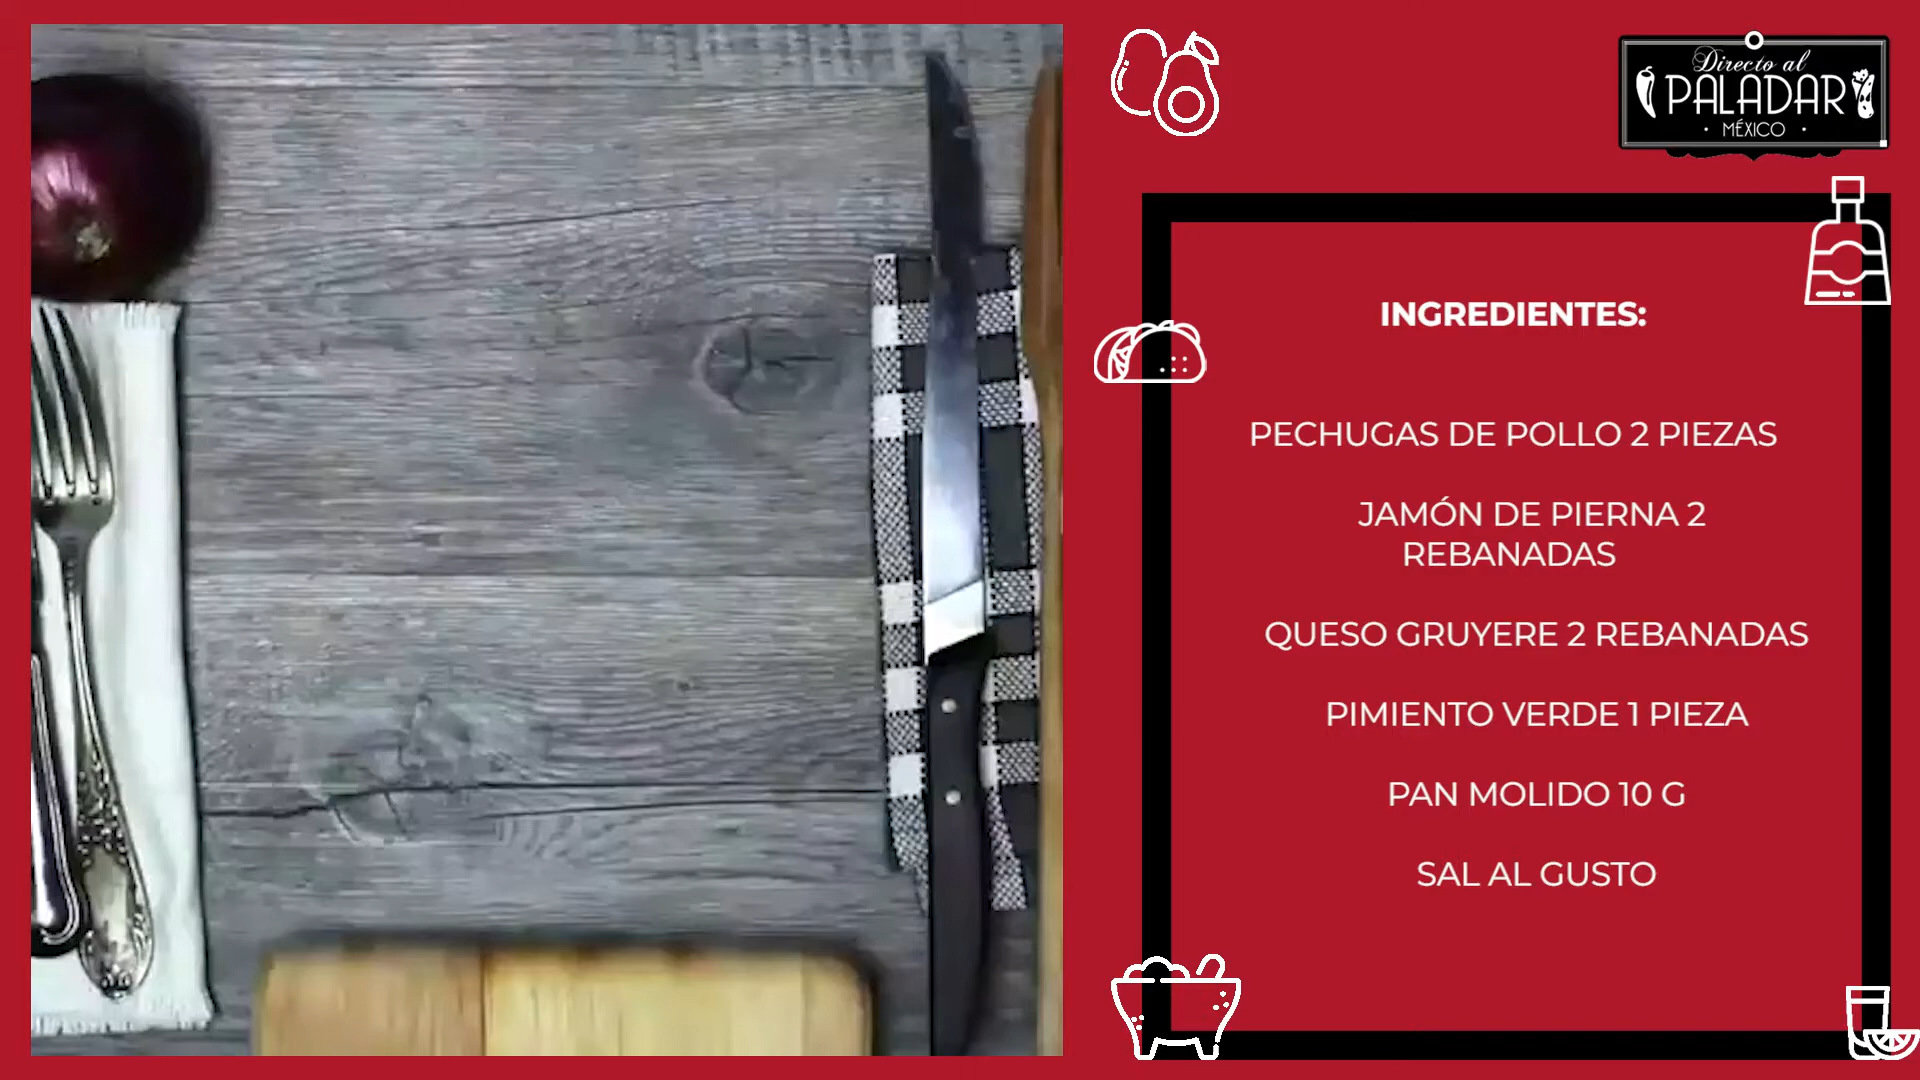 Directo al
PALADAR
· MÉXICO ·
INGREDIENTES:
PECHUGAS DE POLLO 2 PIEZAS
JAMÓN DE PIERNA 2
REBANADAS
QUESO GRUYERE 2 REBANADAS
PIMIENTO VERDE 1 PIEZA
PAN MOLIDO 10 G
SAL AL GUSTO